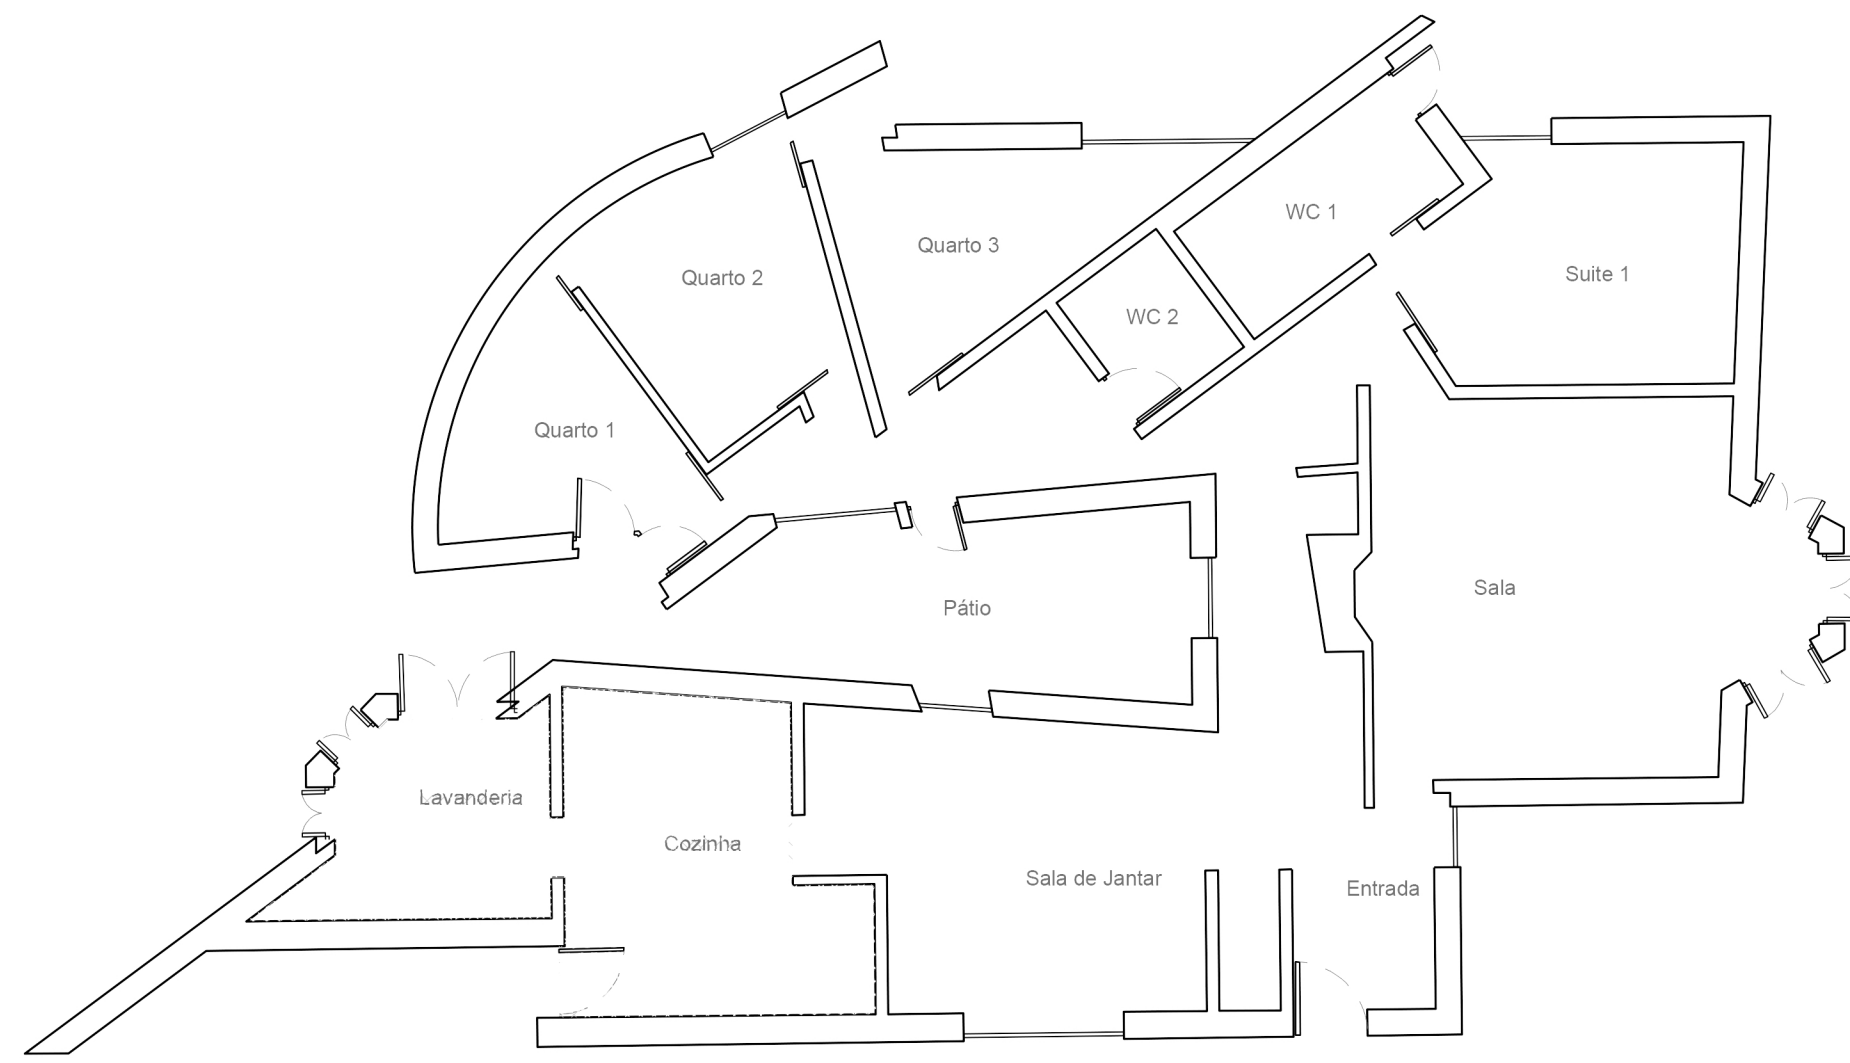 WC 1
Quarto 3
Suite 1
Quarto 2
WC 2
Quarto 1
Sala
Pátio
Lavanderia
Cozinha
Sala de Jantar
Entrada